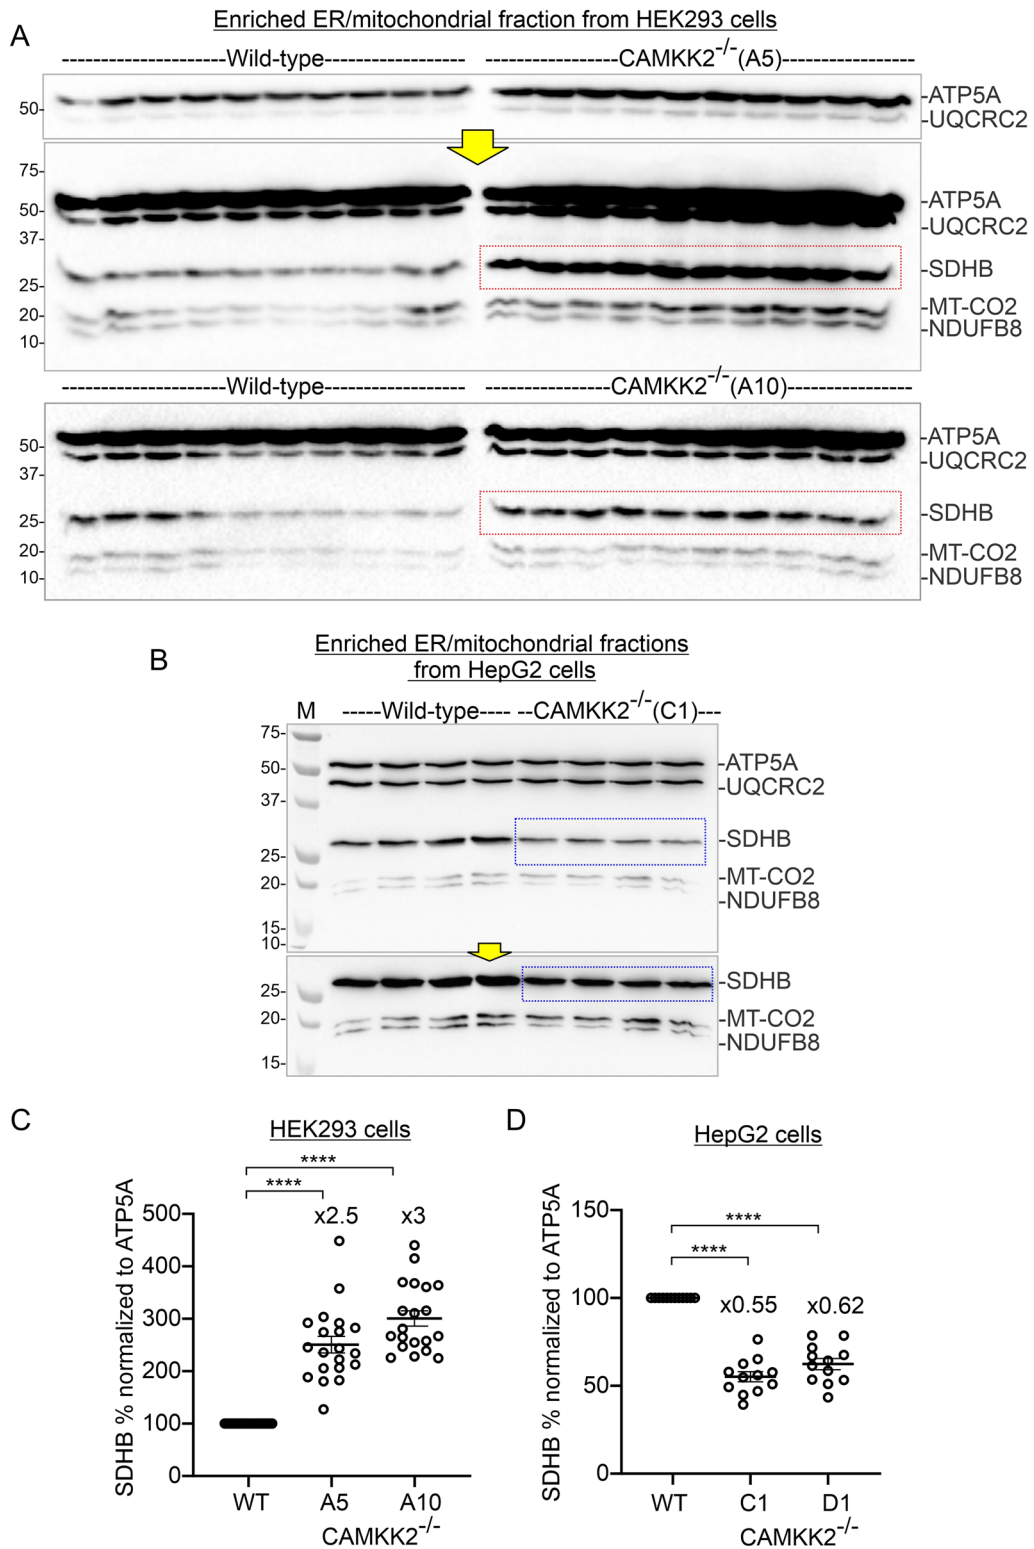 Enriched ER/mitochondrial fraction from HEK293 cells
A
------------------Wild-type------------------ ---------------CAMKK2-/-(A5)---------------
-ATP5A
50-
-UQCRC2
75-
-ATP5A
50-
-UQCRC2
37-
-SDHB
25-
-MT-CO2
20-
-NDUFB8
10-
------------------Wild-type------------------ --------------CAMKK2-/-(A10)--------------
-ATP5A
50-
-UQCRC2
37-
-SDHB
25-
-MT-CO2
20-
-NDUFB8
10-
B
Enriched ER/mitochondrial fractions
from HepG2 cells
M -----Wild-type---- --CAMKK2-/-(C1)---
75-
-ATP5A
50-
-UQCRC2
37-
-SDHB
25-
-MT-CO2
20-
-NDUFB8
15-
10-
-SDHB
25-
-MT-CO2
20-
-NDUFB8
15-
C
HEK293 cells
SDHB % normalized to ATP5A
500
400
300
200
100
0
****
****
x2.5 x3
WT A5 A10
CAMKK2-/-
D
HepG2 cells
SDHB % normalized to ATP5A
150
100
50
0
****
****
x0.55 x0.62
WT C1 D1
CAMKK2-/-